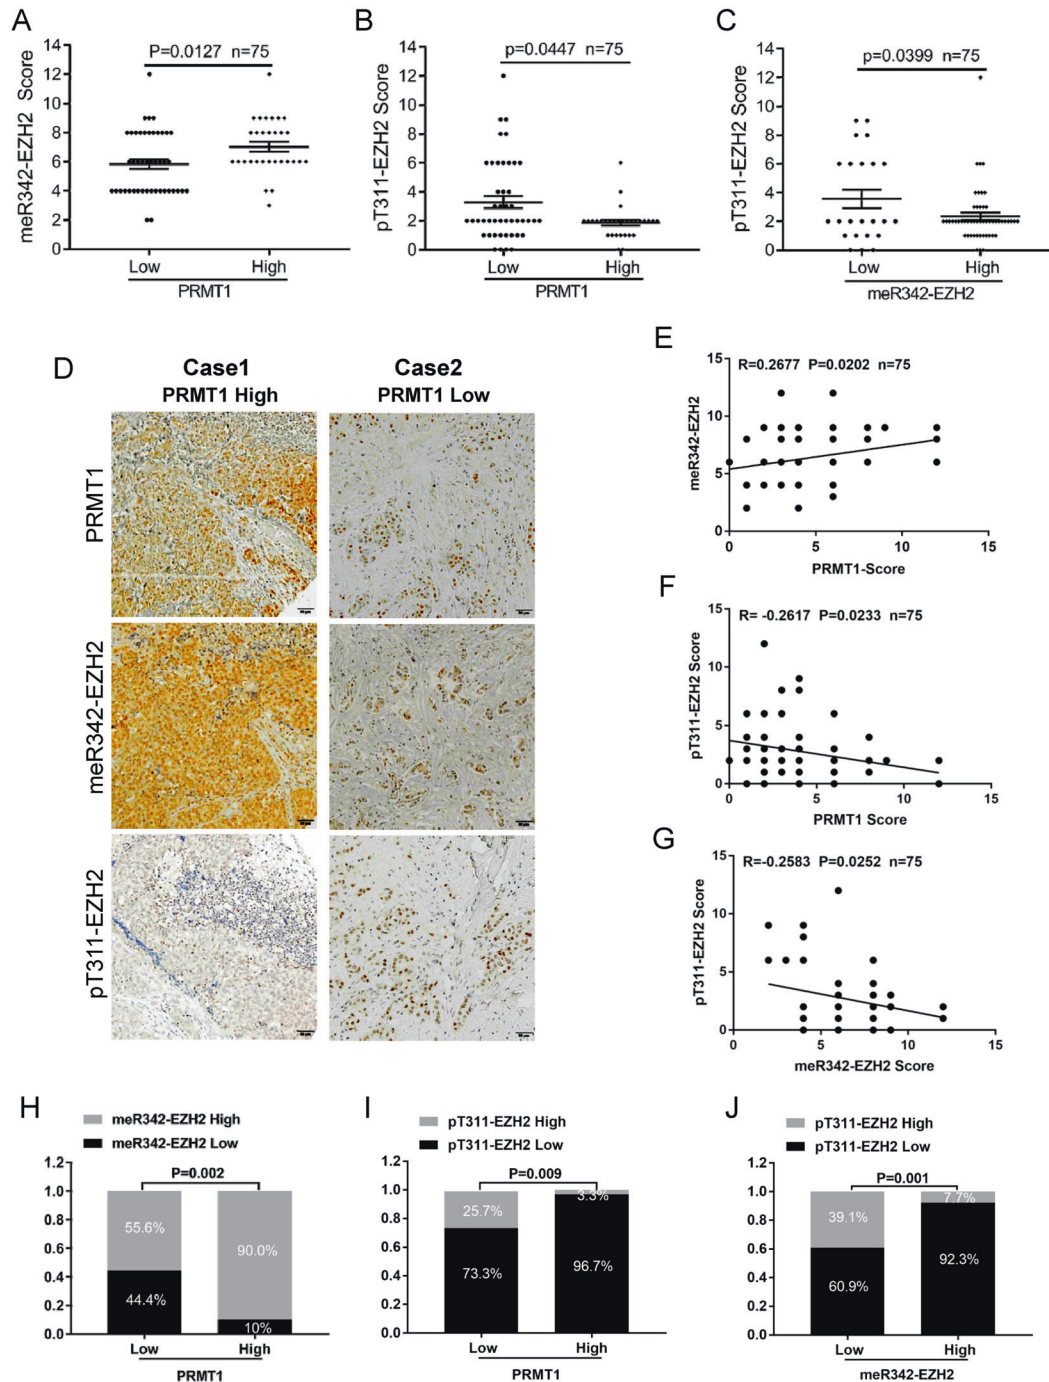 A
P=0.0127 n=75
meR342-EZH2 Score
14
12
10
8
6
4
2
0
Low
High
PRMT1
B
P=0.0447 n=75
pT311-EZH2 Score
14
12
10
8
6
4
2
0
Low
High
PRMT1
C
p=0.0399 n=75
pT311-EZH2 Score
14
12
10
8
6
4
2
0
Low
High
meR342-EZH2
D
Case1
PRMT1 High
Case2
PRMT1 Low
PRMT1
meR342-EZH2
pT311-EZH2
E
R=0.2677 P=0.0202 n=75
meR342-EZH2
15
10
5
0
0 5 10 15
PRMT1-Score
F
R= -0.2617 P=0.0233 n=75
pT311-EZH2 Score
15
10
5
0
0 5 10 15
PRMT1 Score
G
R=-0.2583 P=0.0252 n=75
pT311-EZH2 Score
15
10
5
0
0 5 10 15
meR342-EZH2 Score
H
meR342-EZH2 High
meR342-EZH2 Low
P=0.002
1.2
1.0
0.8
0.6
0.4
0.2
0.0
55.6%
44.4%
90.0%
10%
Low
High
PRMT1
I
pT311-EZH2 High
pT311-EZH2 Low
P=0.009
1.2
1.0
0.8
0.6
0.4
0.2
0.0
25.7%
73.3%
3.3%
96.7%
Low
High
PRMT1
J
pT311-EZH2 High
pT311-EZH2 Low
P=0.001
1.2
1.0
0.8
0.6
0.4
0.2
0.0
39.1%
60.9%
7.7%
92.3%
Low
High
meR342-EZH2